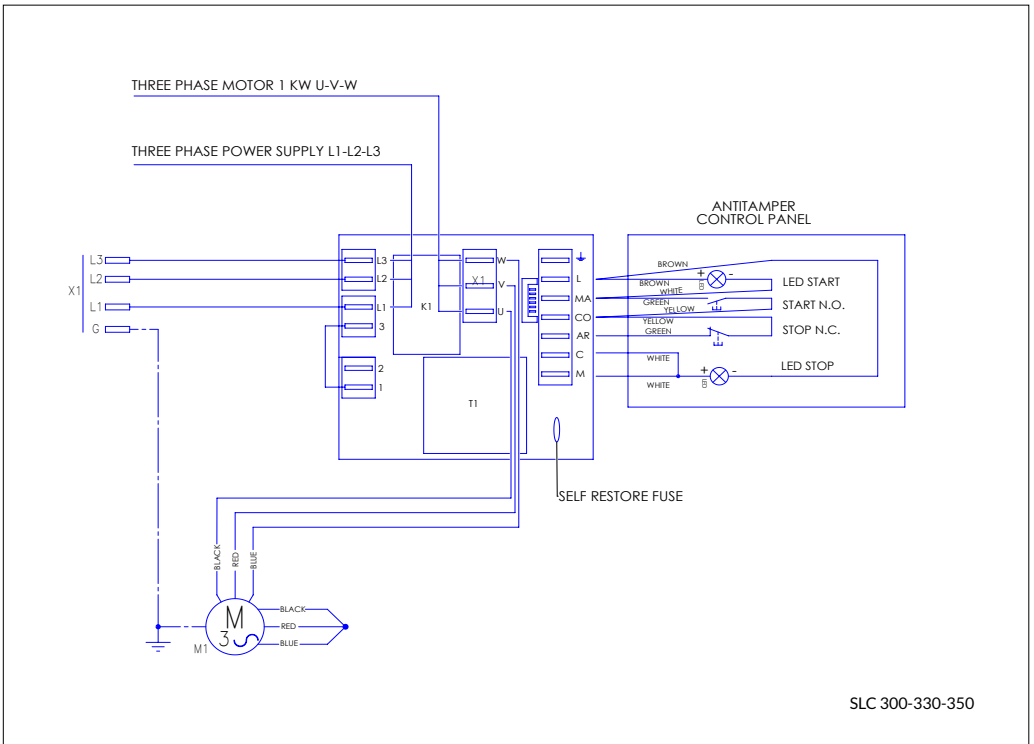 THREE PHASE MOTOR 1 KW U-V-W
THREE PHASE POWER SUPPLY L1-L2-L3
ANTITAMPER
CONTROL PANEL
X1
L3
L2
L1
G
L3
L2
L1
3
2
1
K1
T1
X1
W
V
U
L
MA
CO
AR
C
M
BROWN
BROWN
WHITE
GREEN
YELLOW
YELLOW
GREEN
WHITE
WHITE
+
-
LED
LED START
START N.O.
STOP N.C.
+
-
LED
LED STOP
SELF RESTORE FUSE
BLACK
RED
BLUE
M
3
M1
BLACK
RED
BLUE
SLC 300-330-350